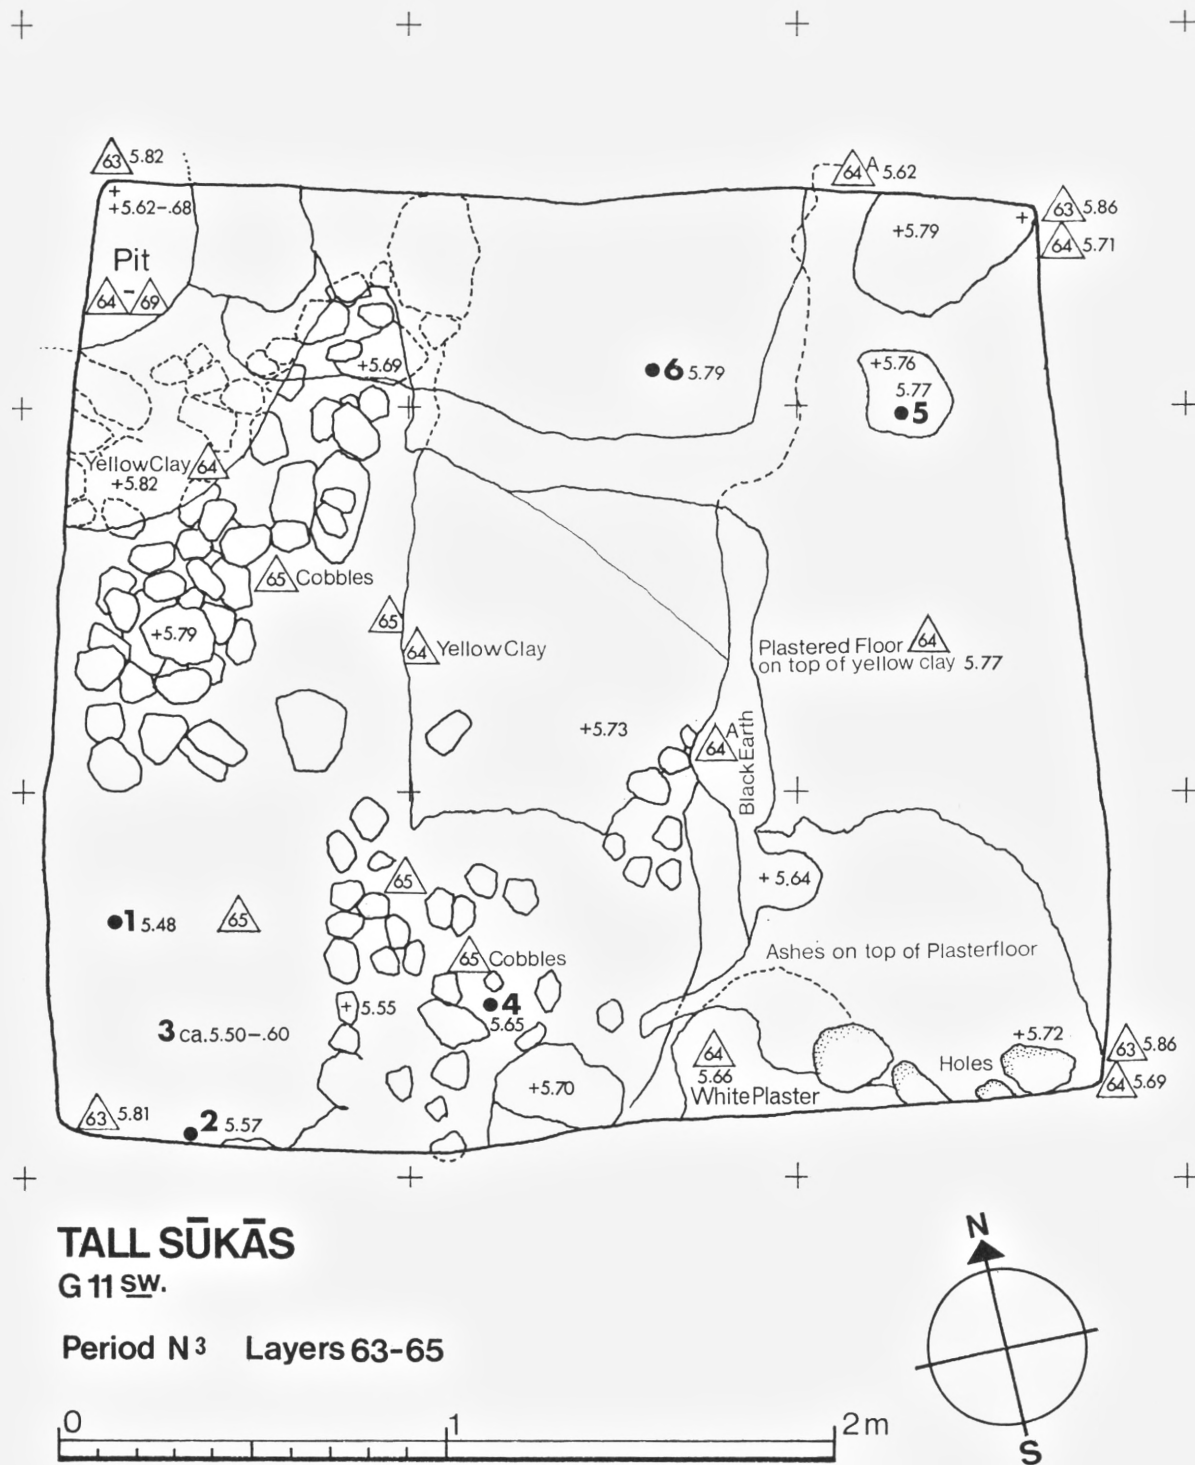 63 5.82
64 A 5.62
+5.62-.68
63 5.86
+5.79
64 5.71
Pit
64 - 69
+5.69
6 5.79
+5.76
5.77
5
Yellow Clay 64
+5.82
65 Cobbles
65
+5.79
64 Yellow Clay
Plastered Floor 64
on top of yellow clay 5.77
+5.73
64 A
Black Earth
65
+ 5.64
1 5.48
65
Ashes on top of Plasterfloor
65 Cobbles
+ 5.55
4
5.65
3 ca. 5.50-.60
+5.72
63 5.86
64
5.66
Holes
64 5.69
+5.70
White Plaster
63 5.81
2 5.57
TALL SŪKĀS
G 11 SW.
Period N3 Layers 63-65
N
S
0 1 2 m